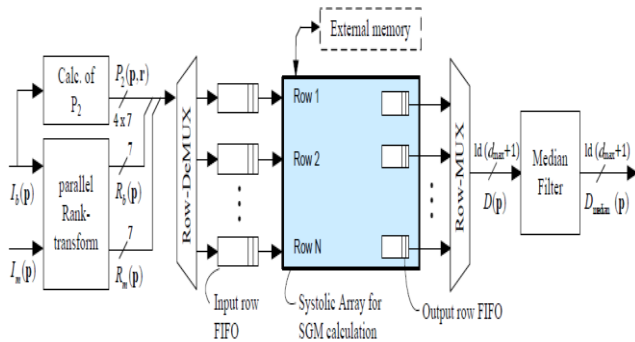 External memory
Calc. of
P2
P2(p,r)
4 x 7
Ib(p)
Im(p)
parallel
Rank-
transform
7
Rb(p)
7
Rm(p)
Row-DeMUX
Row 1
Row 2
Row N
Row-MUX
ld (dmax+1)
D(p)
Median
Filter
ld (dmax+1)
Dmedian (p)
Input row
FIFO
Systolic Array for
SGM calculation
Output row FIFO